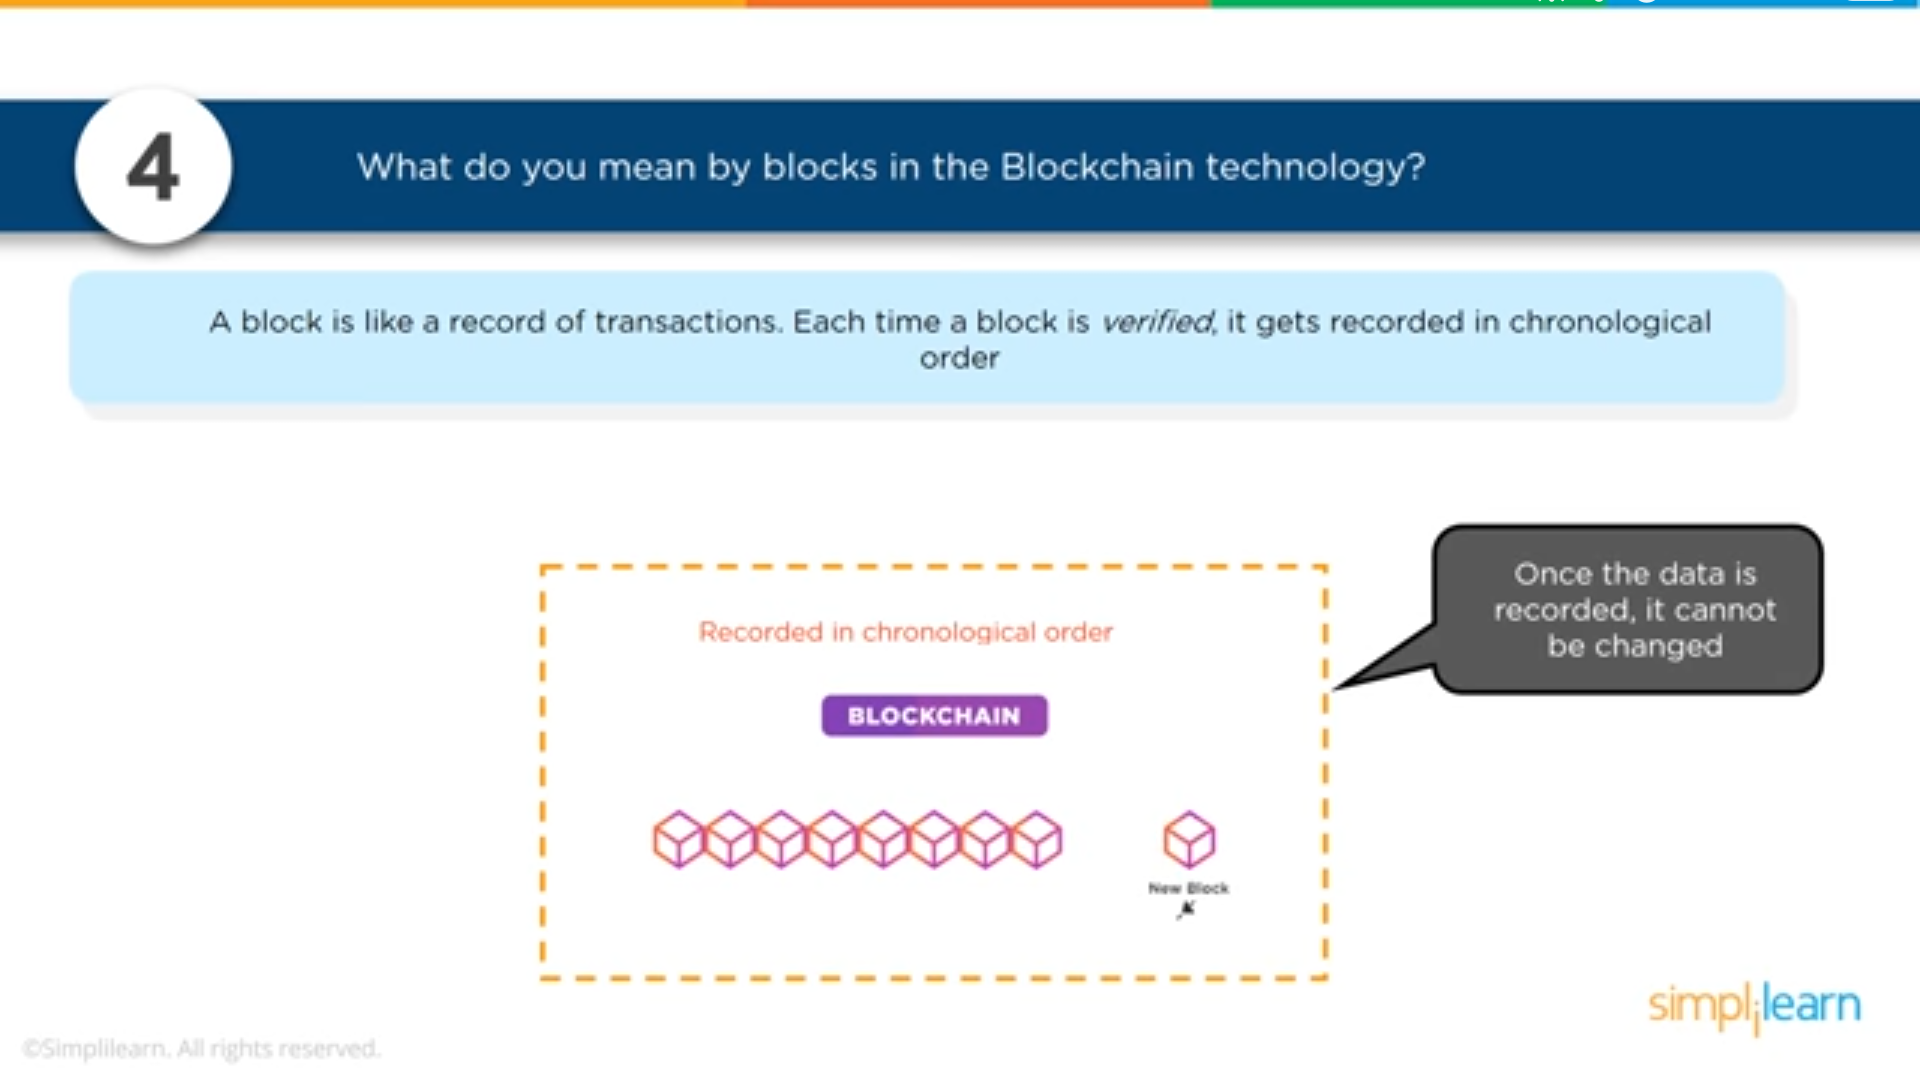 4
What do you mean by blocks in the Blockchain technology?
A block is like a record of transactions. Each time a block is verified, it gets recorded in chronological
order
Once the data is
recorded, it cannot
be changed
Recorded in chronological order
BLOCKCHAIN
New Block
simplilearn
©Simplilearn. All rights reserved.